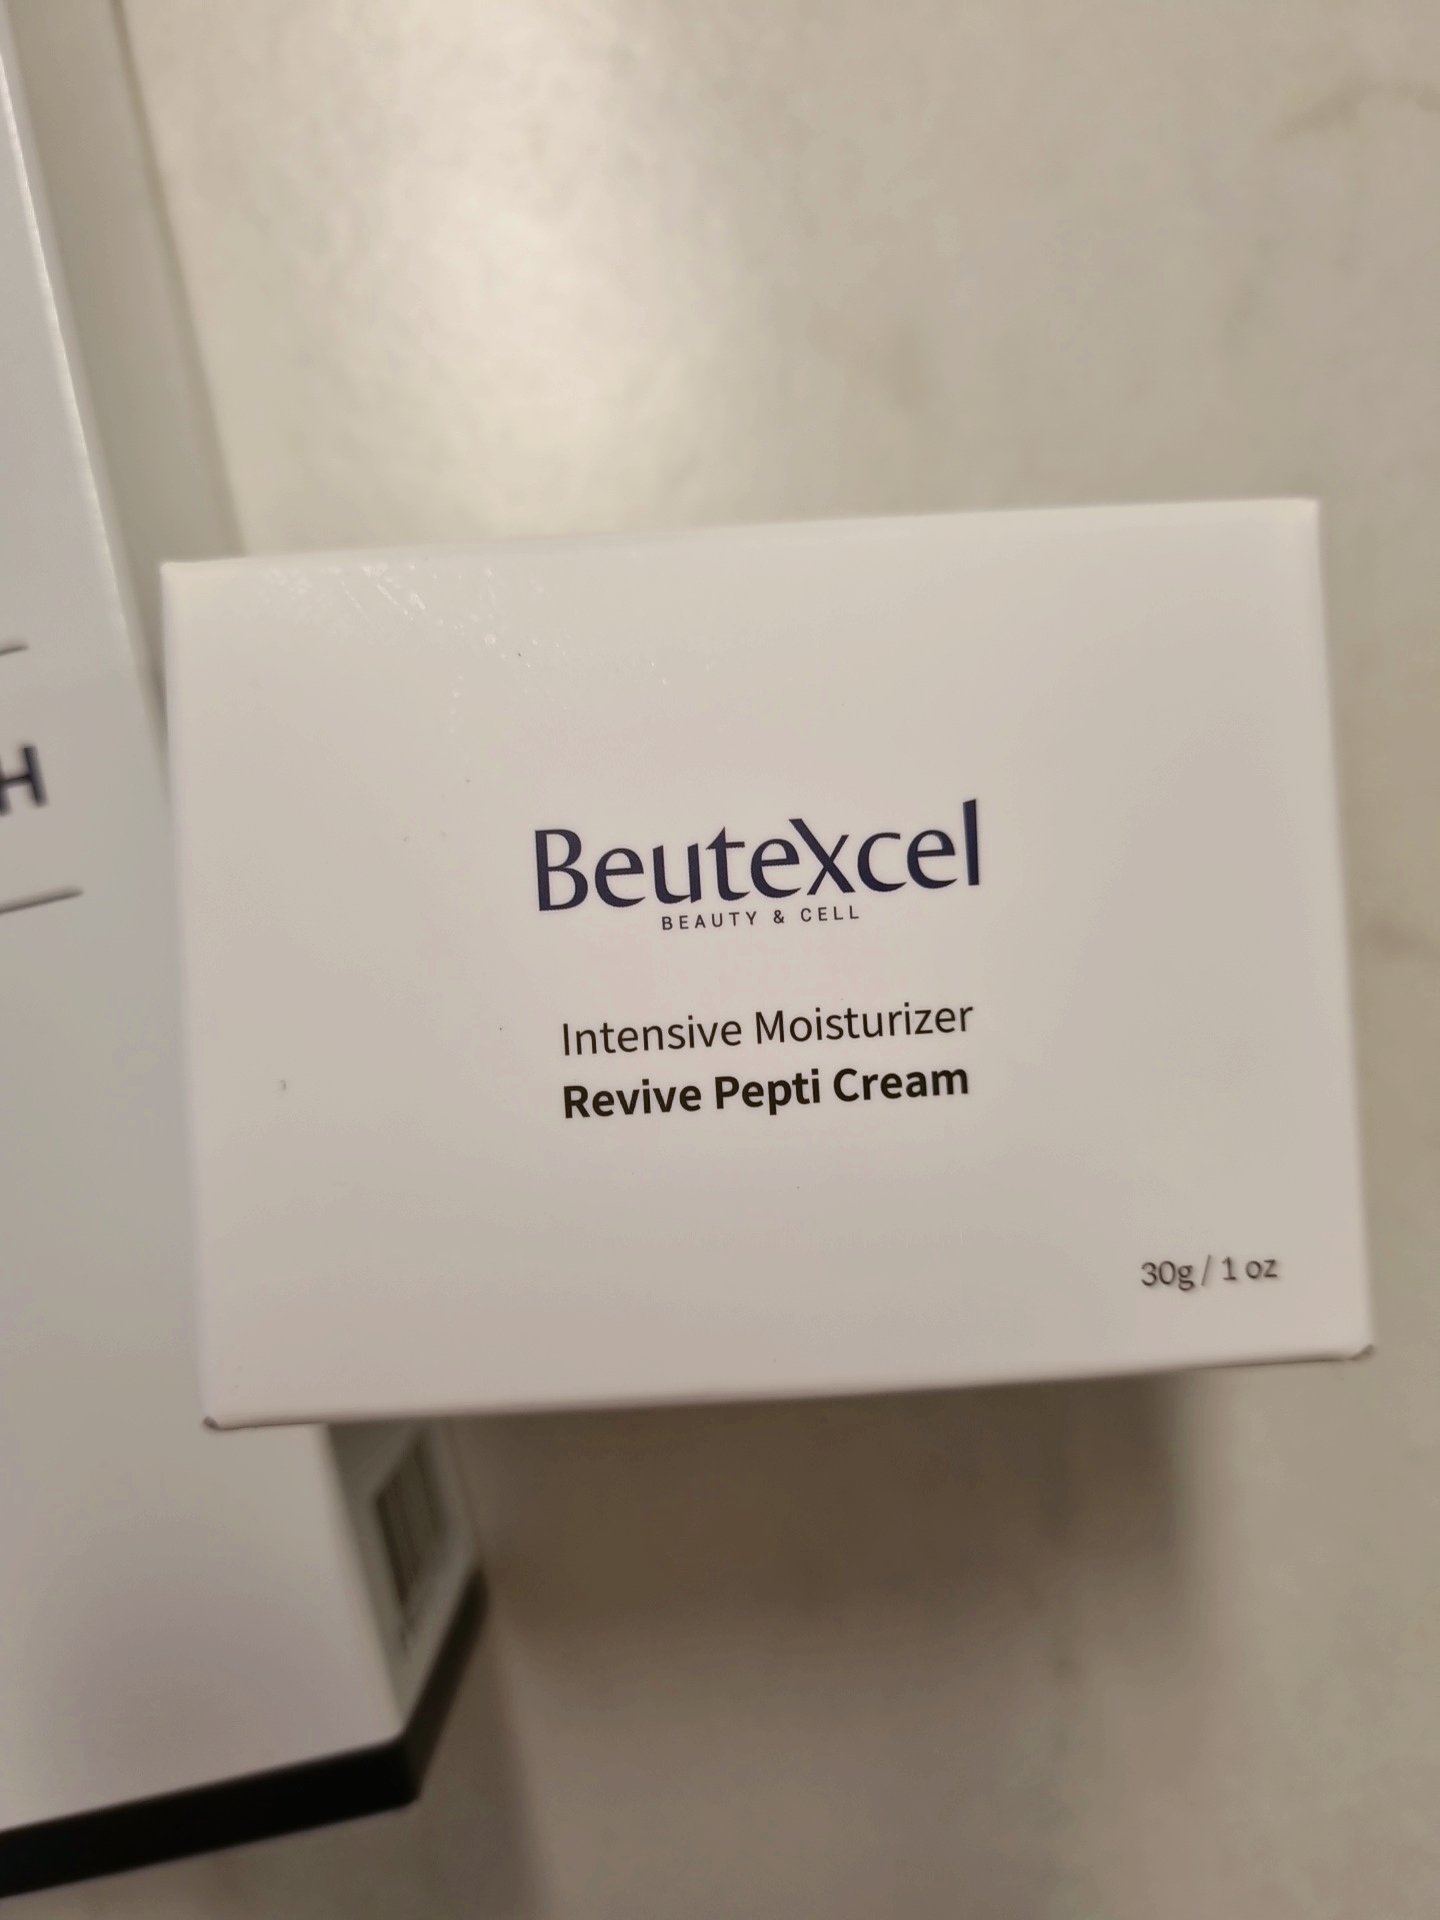 H
BeuteXcel
BEAUTY & CELL
Intensive Moisturizer
Revive Pepti Cream
30g / 1 oz